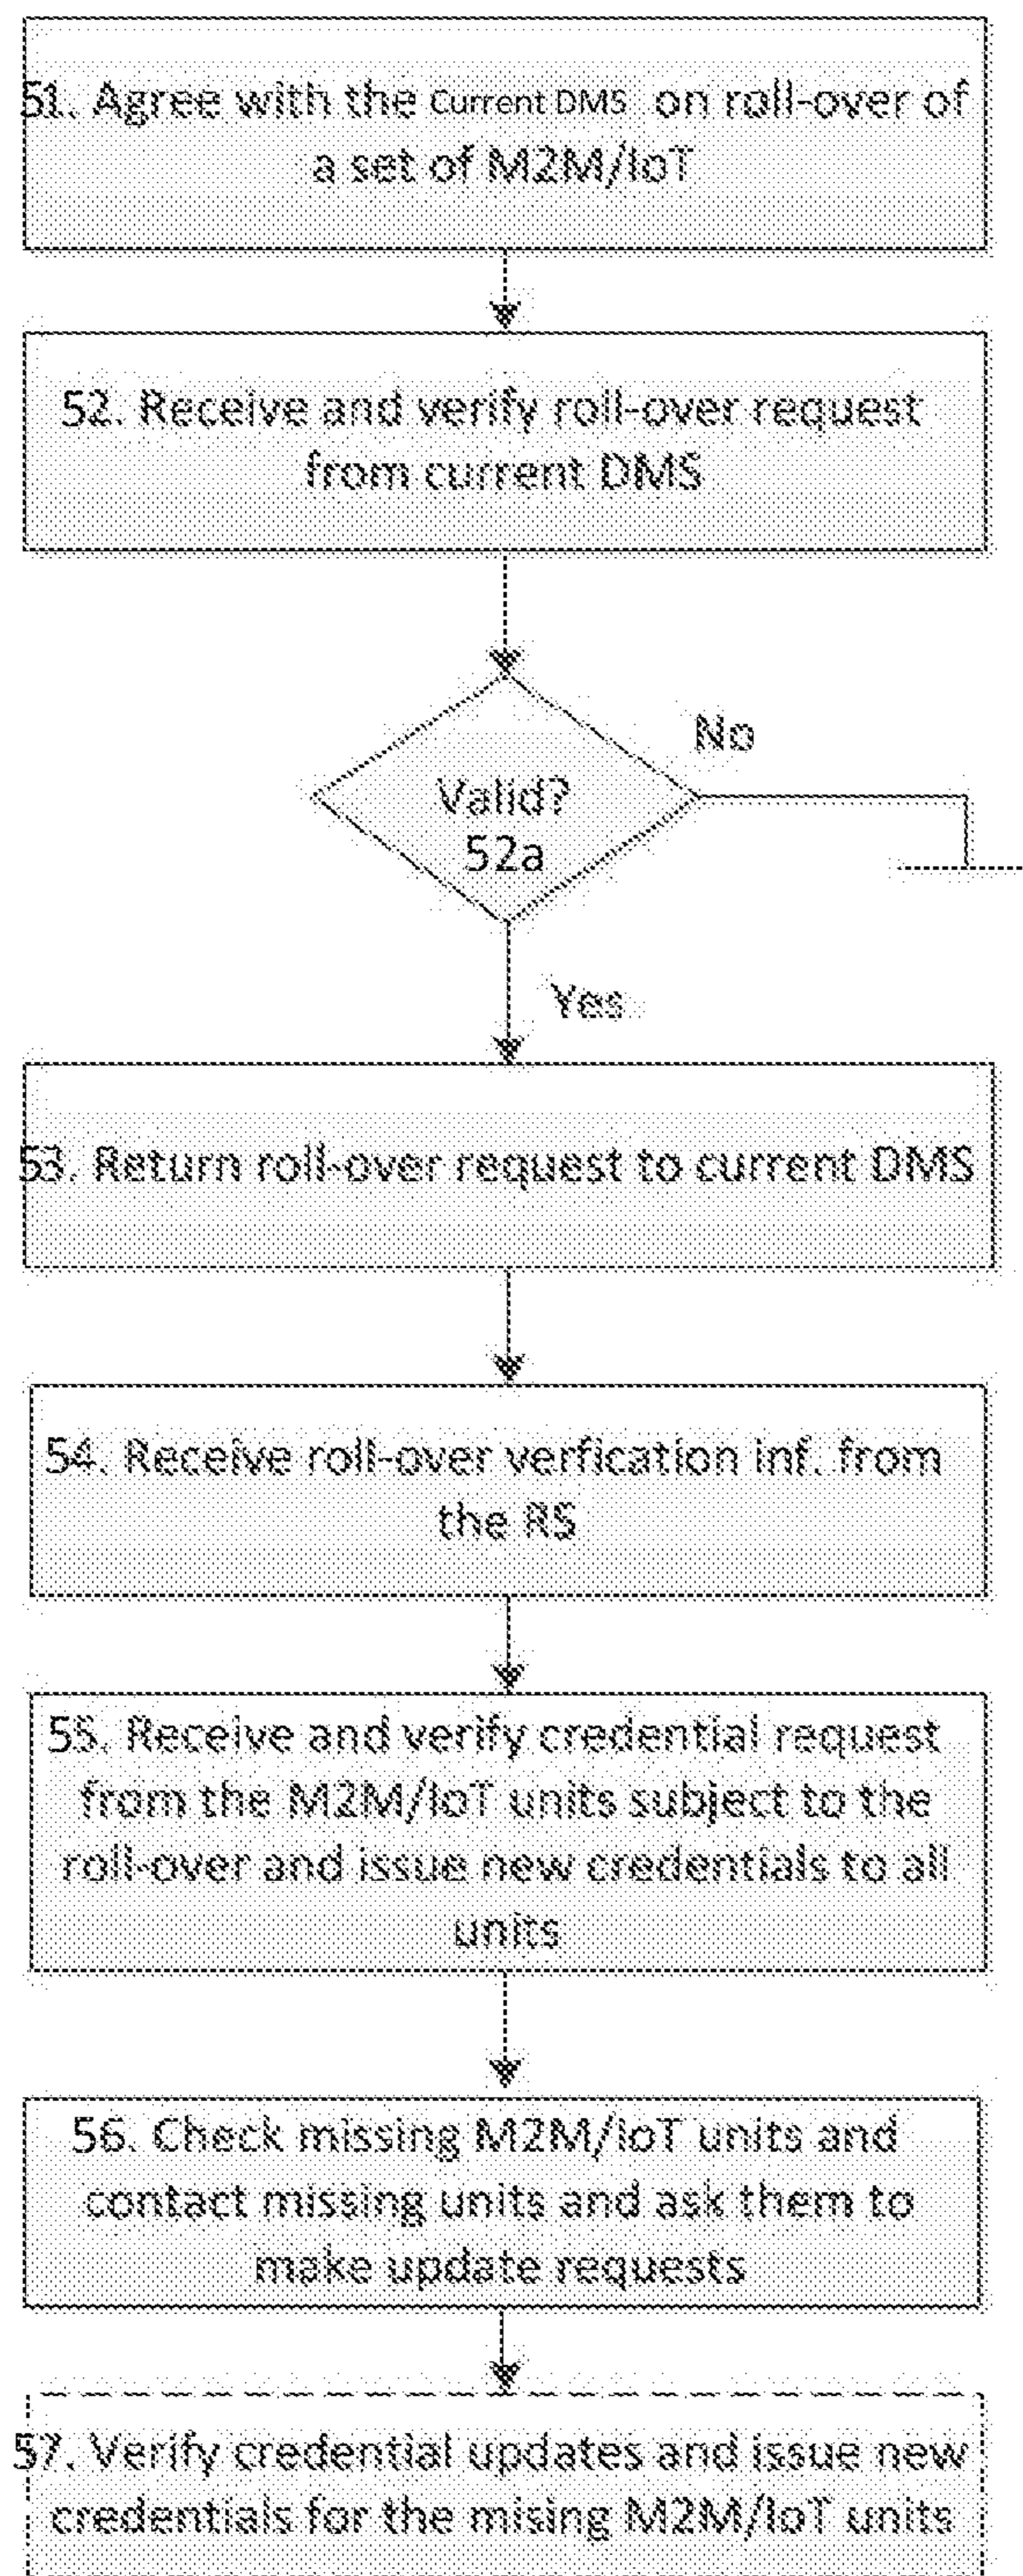 51. Agree with the Current DMS on roll-over of
a set of M2M/IoT
52. Receive and verify roll-over request
from current DMS
No
Valid?
52a
Yes
53. Return roll-over request to current DMS
54. Receive roll-over verfication inf. from
the RS
55. Receive and verify credential request
from the M2M/IoT units subject to the
roll-over and issue new credentials to all
units
56. Check missing M2M/IoT units and
contact missing units and ask them to
make update requests
57. Verify credential updates and issue new
credentials for the mising M2M/IoT units